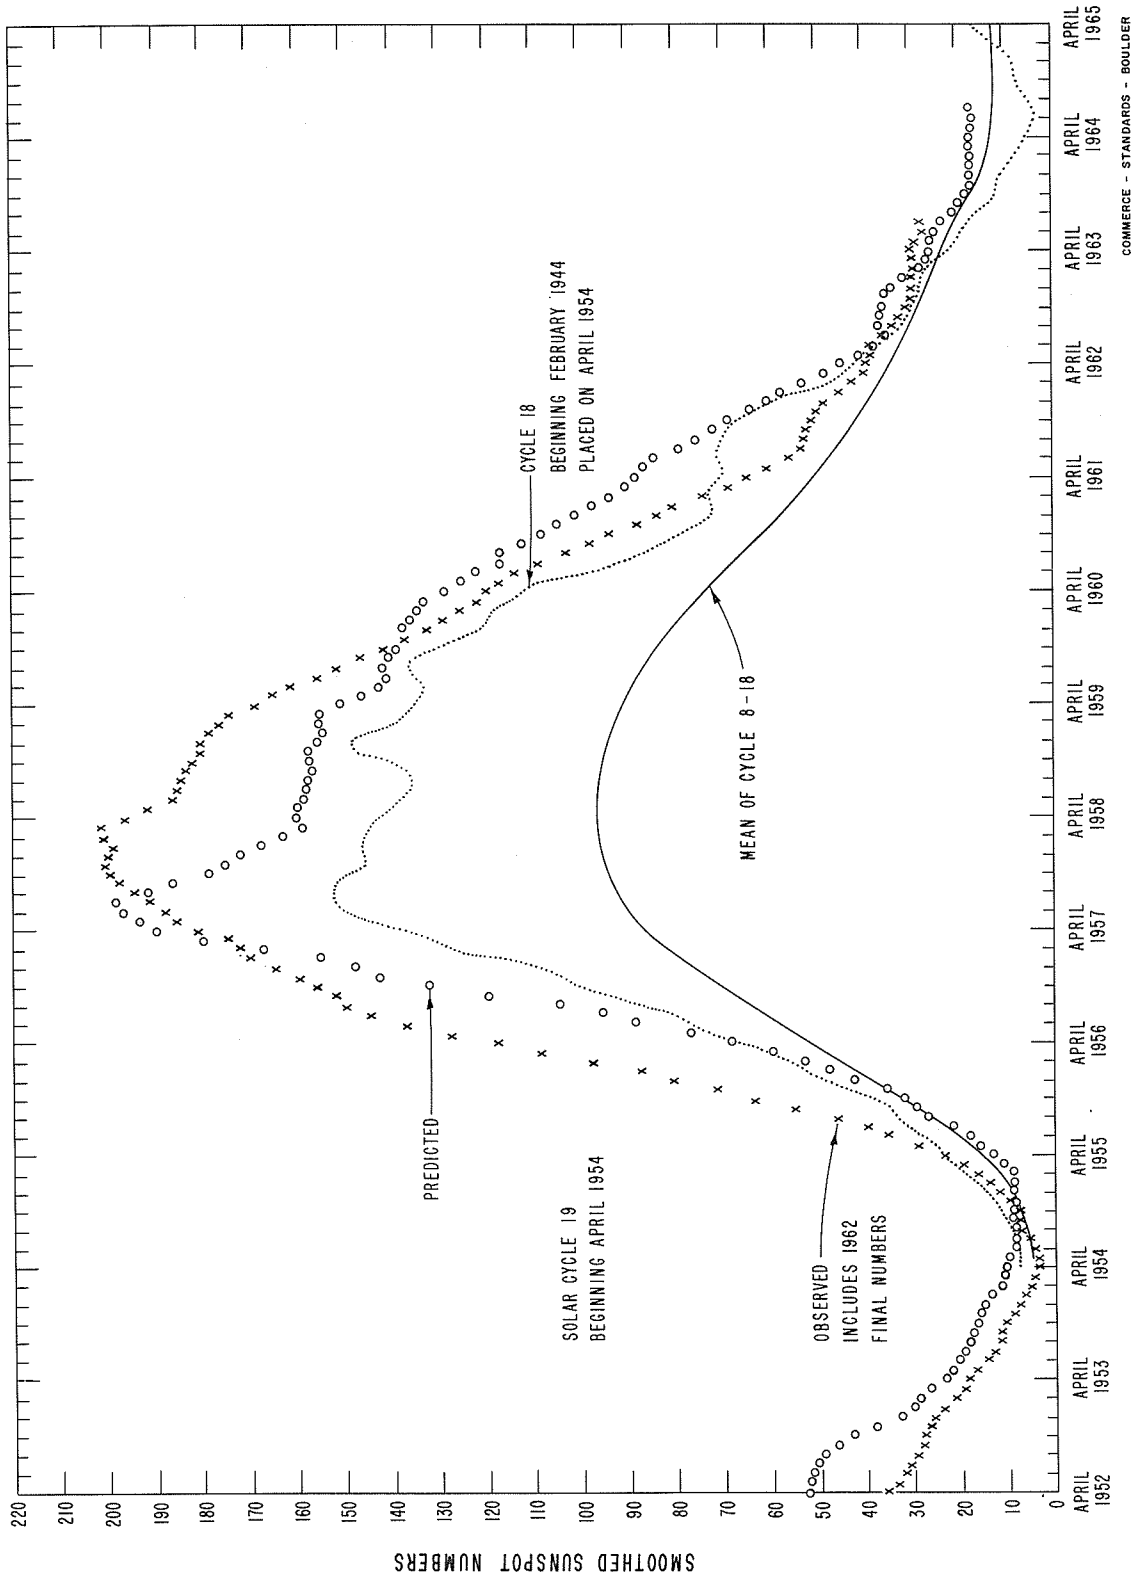 SMOOTHED SUNSPOT NUMBERS
220
210
200
190
180
170
160
150
140
130
120
110
100
90
80
70
60
50
40
30
20
10
0
PREDICTED
SOLAR CYCLE 19
BEGINNING APRIL 1954
OBSERVED
INCLUDES 1962
FINAL NUMBERS
CYCLE 18
BEGINNING FEBRUARY 1944
PLACED ON APRIL 1954
MEAN OF CYCLE 8-18
APRIL
1952
APRIL
1953
APRIL
1954
APRIL
1955
APRIL
1956
APRIL
1957
APRIL
1958
APRIL
1959
APRIL
1960
APRIL
1961
APRIL
1962
APRIL
1963
APRIL
1964
APRIL
1965
COMMERCE - STANDARDS - BOULDER